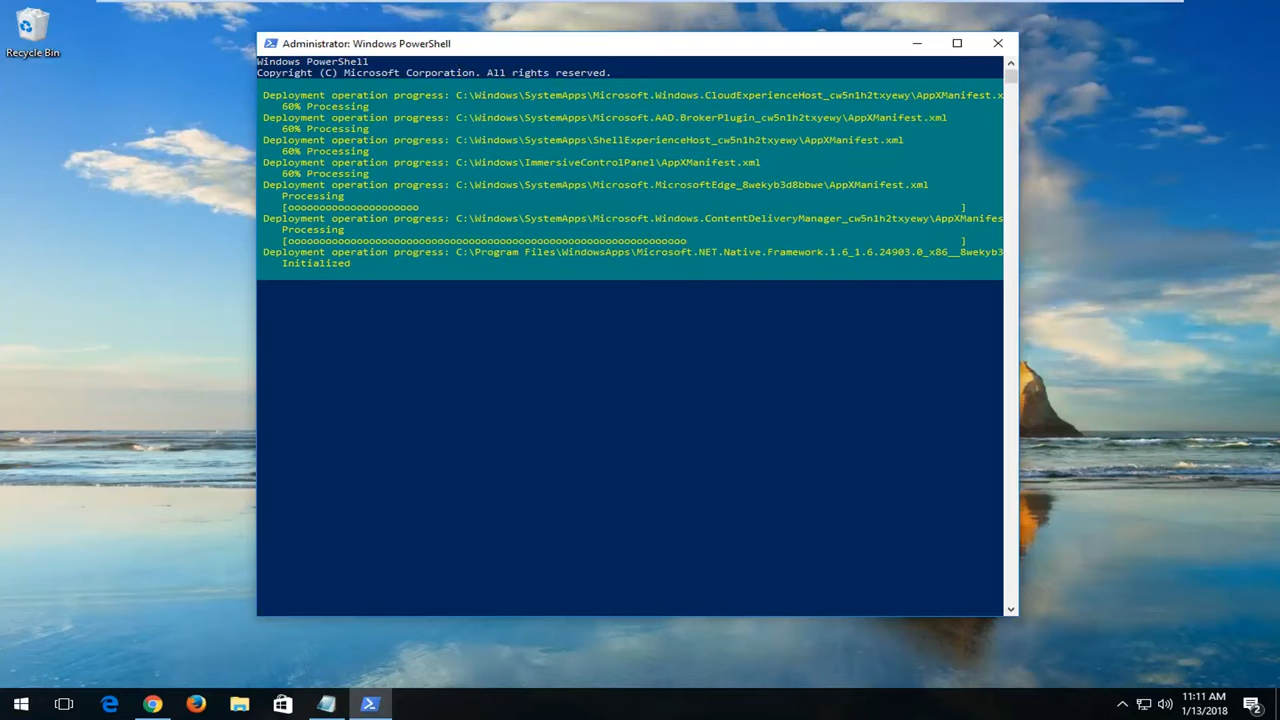 Recycle Bin
Administrator: Windows PowerShell
Windows PowerShell
Copyright (C) Microsoft Corporation. All rights reserved.
Deployment operation progress: C:\Windows\SystemApps\Microsoft.Windows.CloudExperienceHost_cw5n1h2txyewy\AppXManifest.x
60% Processing
Deployment operation progress: C:\Windows\SystemApps\Microsoft.AAD.BrokerPlugin_cw5n1h2txyewy\AppXManifest.xml
60% Processing
Deployment operation progress: C:\Windows\SystemApps\ShellExperienceHost_cw5n1h2txyewy\AppXManifest.xml
60% Processing
Deployment operation progress: C:\Windows\ImmersiveControlPanel\AppXManifest.xml
60% Processing
Deployment operation progress: C:\Windows\SystemApps\Microsoft.MicrosoftEdge_8wekyb3d8bbwe\AppXManifest.xml
Processing
[ooooooooooooooooooooo ]
Deployment operation progress: C:\Windows\SystemApps\Microsoft.Windows.ContentDeliveryManager_cw5n1h2txyewy\AppXManifes
Processing
[oooooooooooooooooooooooooooooooooooooooooooooooooooooooooooooooo ]
Deployment operation progress: C:\Program Files\WindowsApps\Microsoft.NET.Native.Framework.1.6_1.6.24903.0_x86__8wekyb3
Initialized
11:11 AM
1/13/2018
2